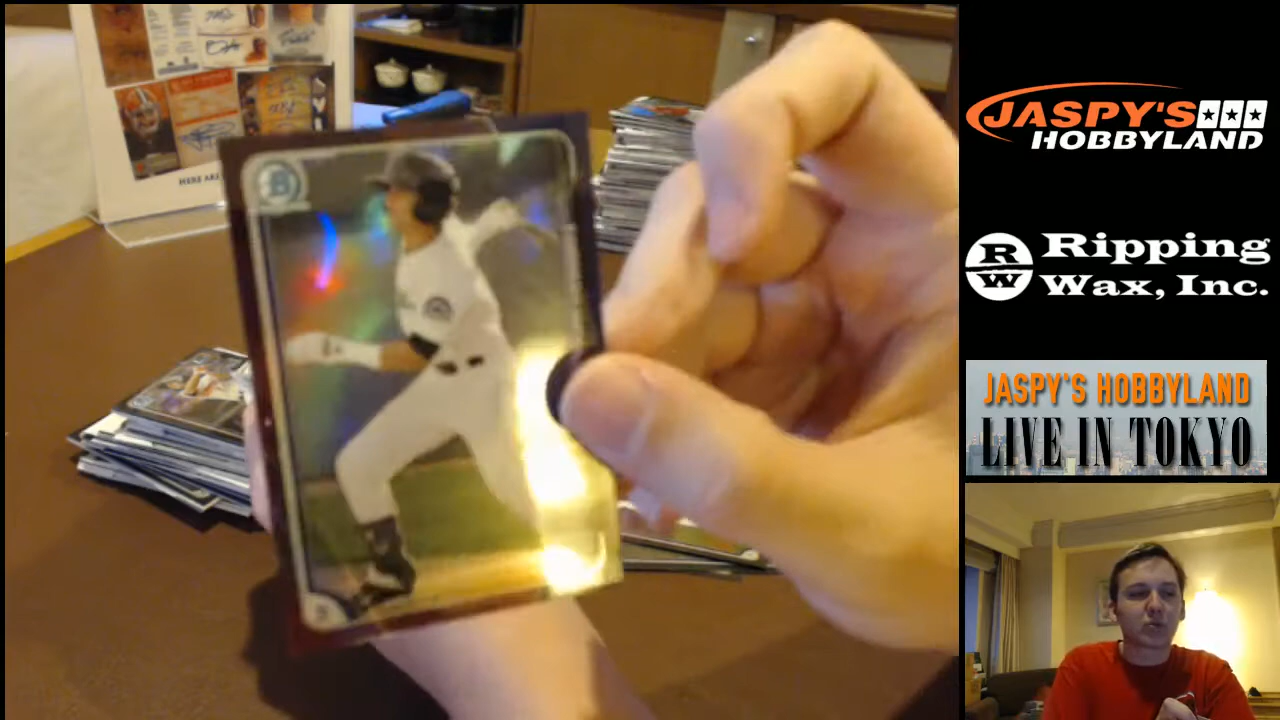 JASPY'S
HOBBYLAND
R
W
Ripping
Wax, Inc.
JASPY'S HOBBYLAND
LIVE IN TOKYO
HERE ARE
B